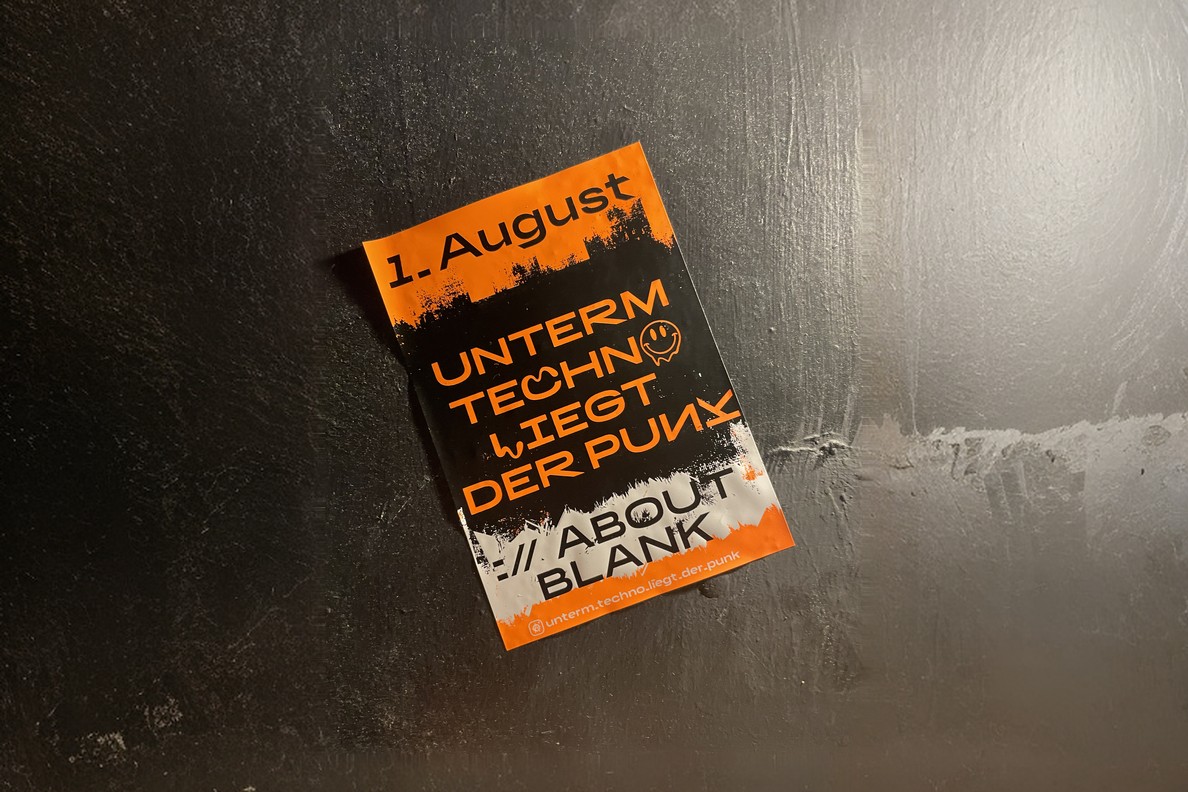 1. August
UNTERM
TECHNO
LIEGT
DER PUNK
:// ABOUT
BLANK
unterm.techno.liegt.der.punk